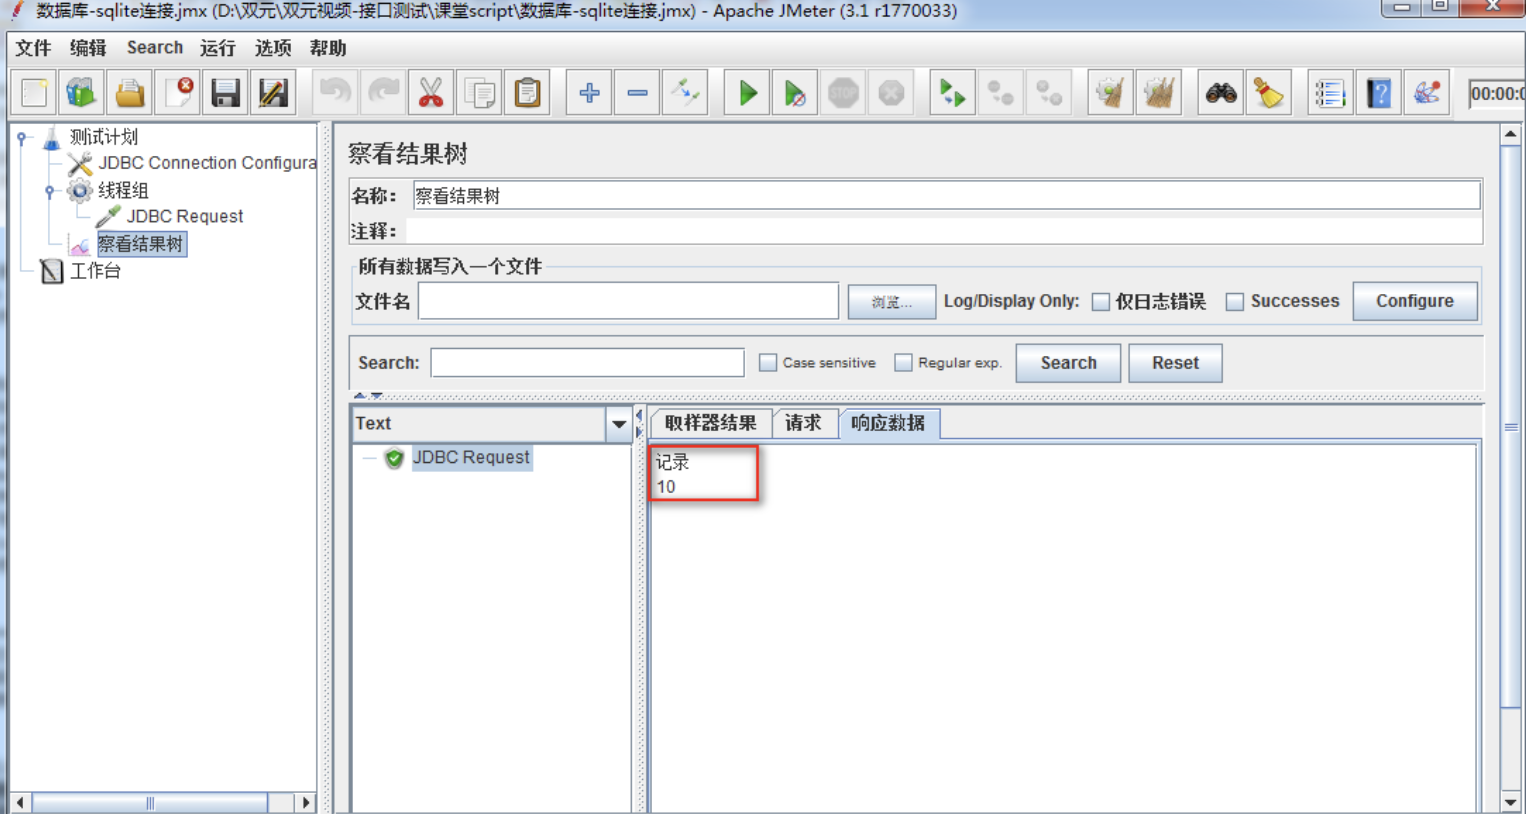 数据库-sqlite连接.jmx (D:\双元\双元视频-接口测试\课堂script\数据库-sqlite连接.jmx) - Apache JMeter (3.1 r1770033)
文件 编辑 Search 运行 选项 帮助
STOP
00:00:0
测试计划
JDBC Connection Configura
线程组
JDBC Request
察看结果树
工作台
察看结果树
名称： 察看结果树
注释：
所有数据写入一个文件
文件名 浏览... Log/Display Only: 仅日志错误 Successes Configure
Search: Case sensitive Regular exp. Search Reset
Text
JDBC Request
取样器结果 请求 响应数据
记录
10